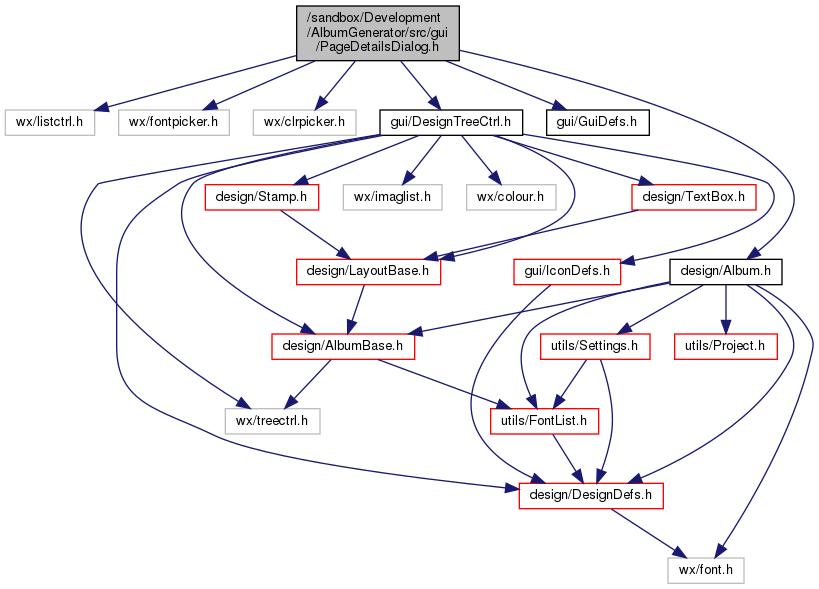 /sandbox/Development
/AlbumGenerator/src/gui
/PageDetailsDialog.h
wx/listctrl.h
wx/fontpicker.h
wx/clrpicker.h
gui/DesignTreeCtrl.h
gui/GuiDefs.h
design/Stamp.h
wx/imaglist.h
wx/colour.h
design/TextBox.h
design/LayoutBase.h
gui/IconDefs.h
design/Album.h
design/AlbumBase.h
utils/Settings.h
utils/Project.h
wx/treectrl.h
utils/FontList.h
design/DesignDefs.h
wx/font.h